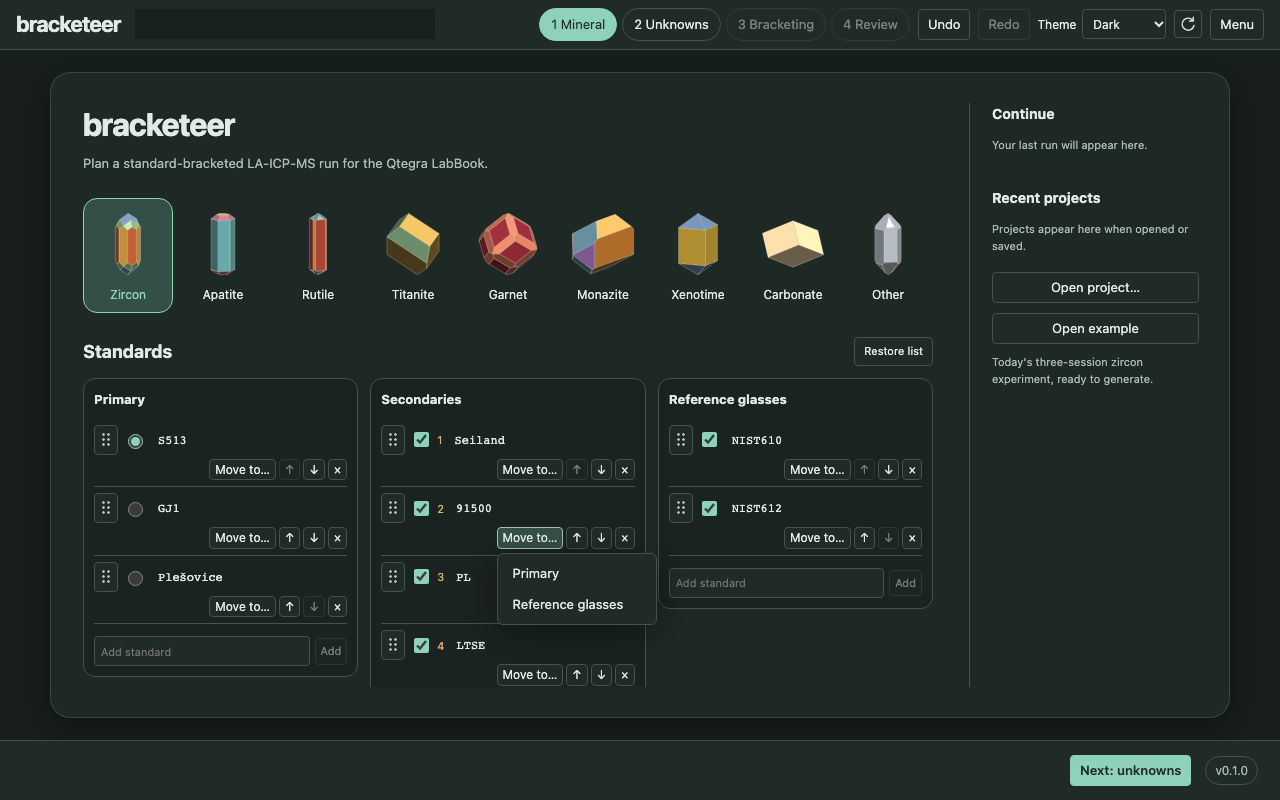 bracketeer
1 Mineral
2 Unknowns
3 Bracketing
4 Review
Undo
Redo
Theme
Dark
Menu
bracketeer
Plan a standard-bracketed LA-ICP-MS run for the Qtegra LabBook.
Zircon
Apatite
Rutile
Titanite
Garnet
Monazite
Xenotime
Carbonate
Other
Standards
Restore list
Primary
S513
Move to... ↑ ↓ ×
GJ1
Move to... ↑ ↓ ×
Plešovice
Move to... ↑ ↓ ×
Add standard
Add
Secondaries
1 Seiland
Move to... ↑ ↓ ×
2 91500
Move to... ↑ ↓ ×
Primary
Reference glasses
3 PL
4 LTSE
Move to... ↑ ↓ ×
Reference glasses
NIST610
Move to... ↑ ↓ ×
NIST612
Move to... ↑ ↓ ×
Add standard
Add
Continue
Your last run will appear here.
Recent projects
Projects appear here when opened or
saved.
Open project...
Open example
Today's three-session zircon
experiment, ready to generate.
Next: unknowns
v0.1.0